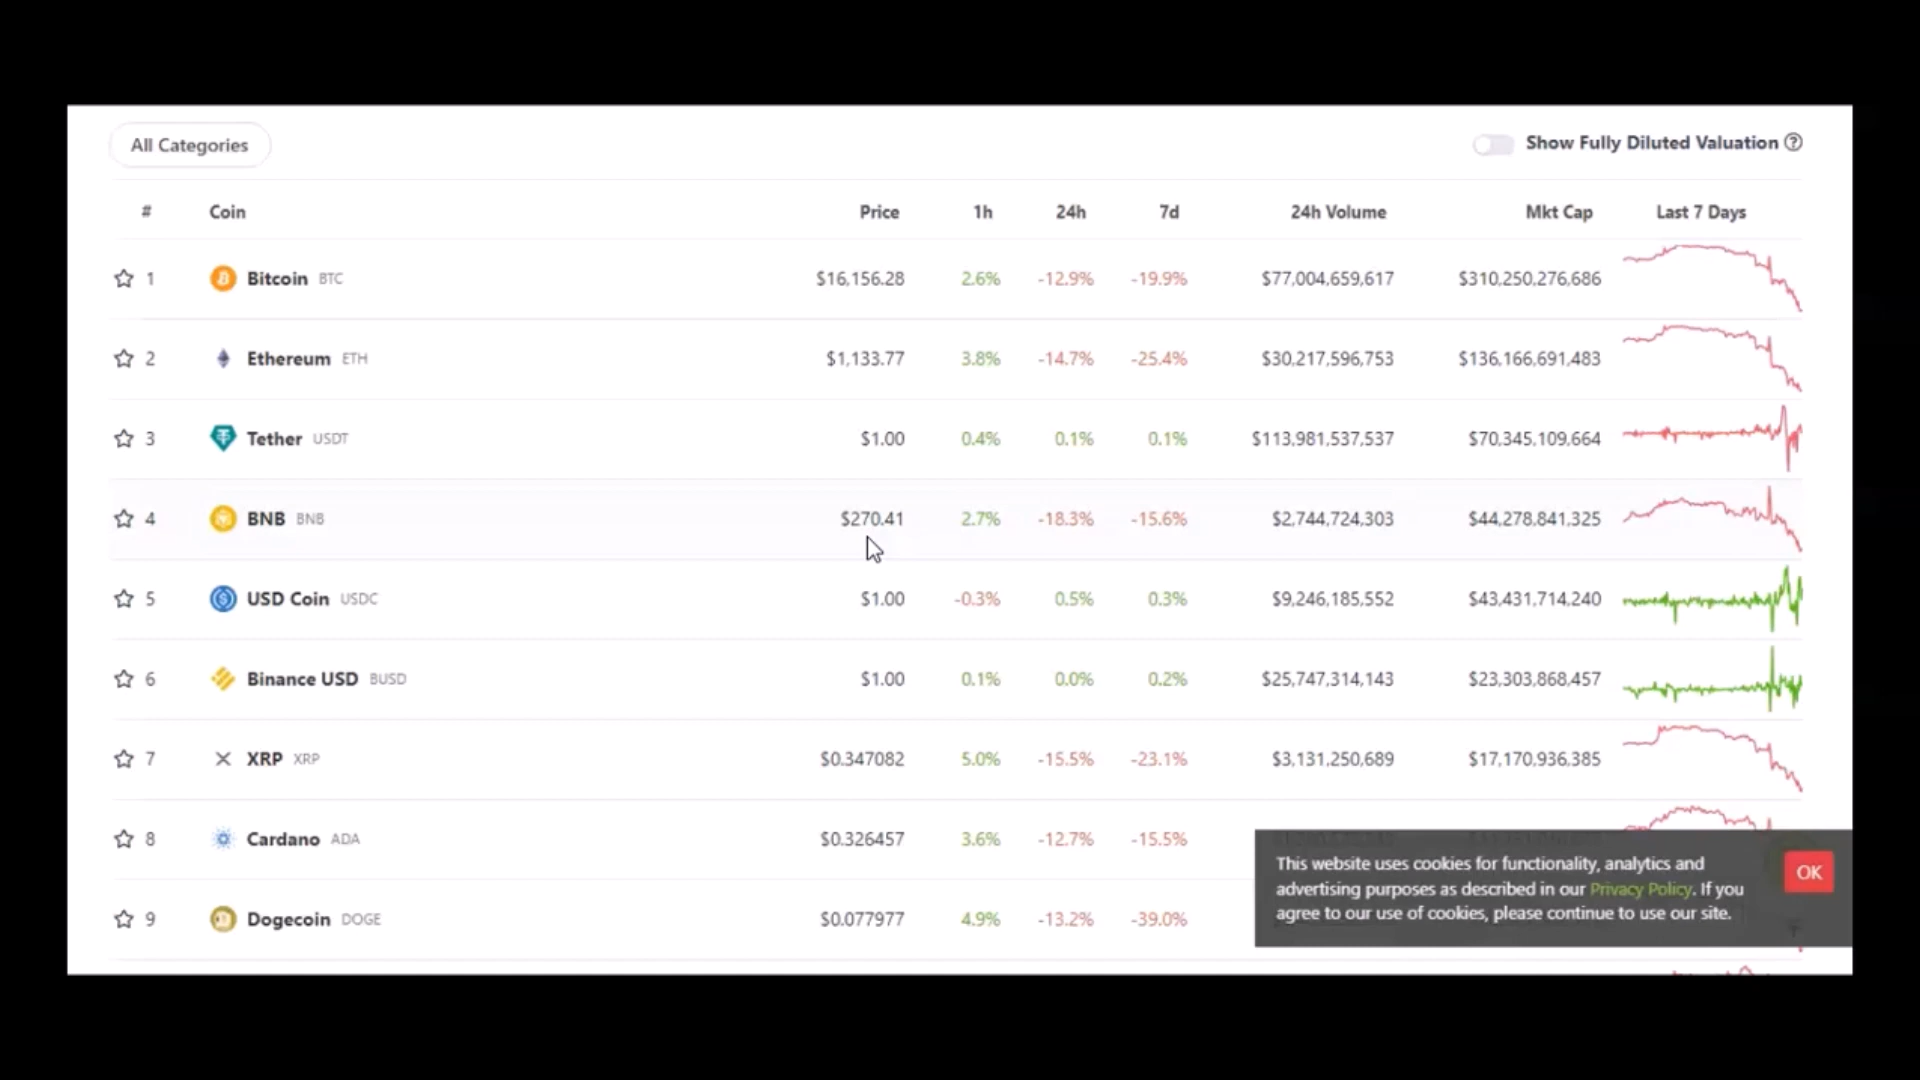 All Categories
Show Fully Diluted Valuation ?
# Coin Price 1h 24h 7d 24h Volume Mkt Cap Last 7 Days
1 Bitcoin BTC $16,156.28 2.6% -12.9% -19.9% $77,004,659,617 $310,250,276,686
2 Ethereum ETH $1,133.77 3.8% -14.7% -25.4% $30,217,596,753 $136,166,691,483
3 Tether USDT $1.00 0.4% 0.1% 0.1% $113,981,537,537 $70,345,109,664
4 BNB BNB $270.41 2.7% -18.3% -15.6% $2,744,724,303 $44,278,841,325
5 USD Coin USDC $1.00 -0.3% 0.5% 0.3% $9,246,185,552 $43,431,714,240
6 Binance USD BUSD $1.00 0.1% 0.0% 0.2% $25,747,314,143 $23,303,868,457
7 XRP XRP $0.347082 5.0% -15.5% -23.1% $3,131,250,689 $17,170,936,385
8 Cardano ADA $0.326457 3.6% -12.7% -15.5%
9 Dogecoin DOGE $0.077977 4.9% -13.2% -39.0%
This website uses cookies for functionality, analytics and
advertising purposes as described in our Privacy Policy. If you
agree to our use of cookies, please continue to use our site.
OK